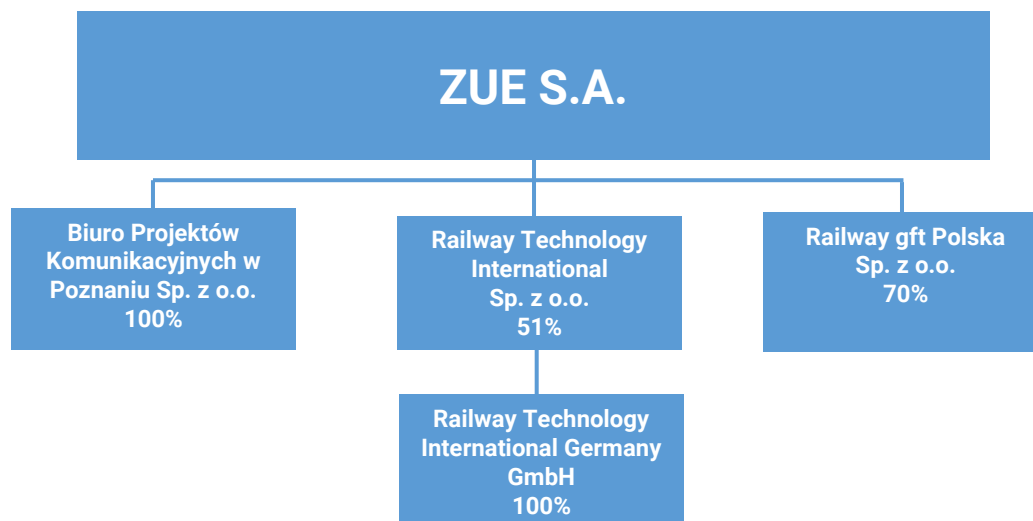 ZUE S.A.
Biuro Projektów
Komunikacyjnych w
Poznaniu Sp. z o.o.
100%
Railway Technology
International
Sp. z o.o.
51%
Railway gft Polska
Sp. z o.o.
70%
Railway Technology
International Germany
GmbH
100%